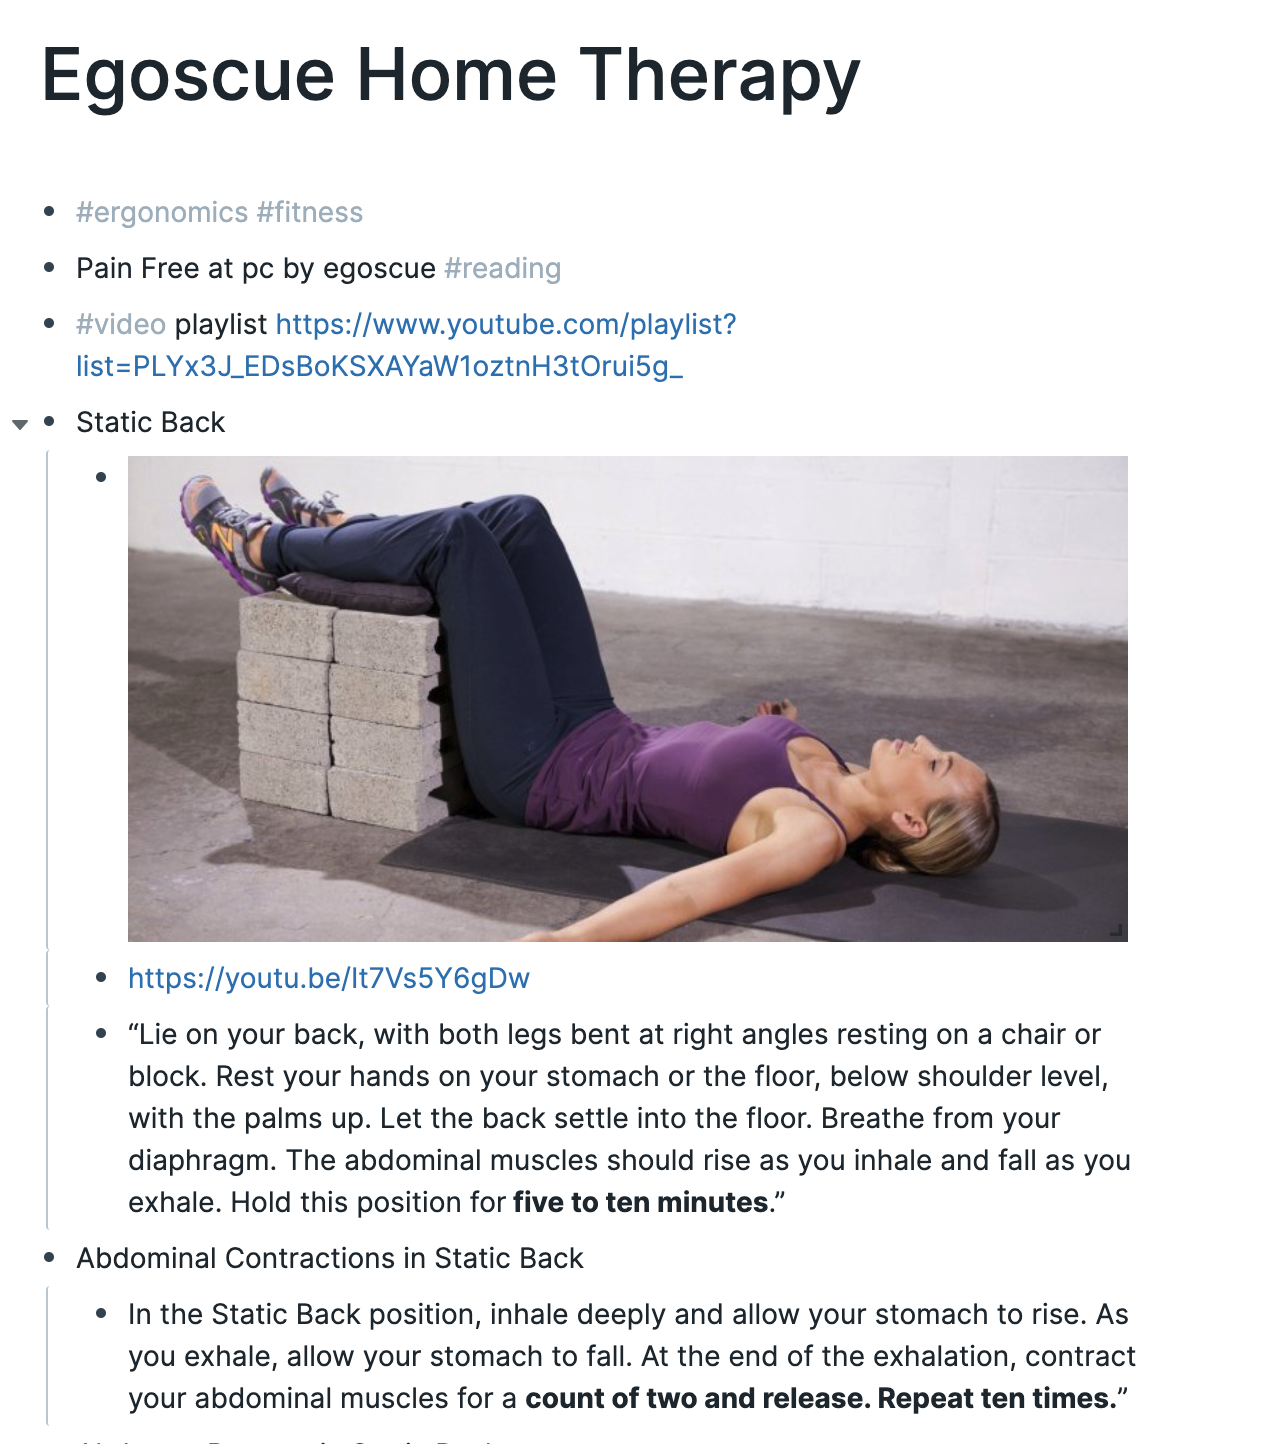 Egoscue Home Therapy
#ergonomics #fitness
Pain Free at pc by egoscue #reading
#video playlist https://www.youtube.com/playlist?
list=PLYx3J_EDsBoKSXAYaW1oztnH3tOrui5g_
Static Back
https://youtu.be/It7Vs5Y6gDw
“Lie on your back, with both legs bent at right angles resting on a chair or
block. Rest your hands on your stomach or the floor, below shoulder level,
with the palms up. Let the back settle into the floor. Breathe from your
diaphragm. The abdominal muscles should rise as you inhale and fall as you
exhale. Hold this position for five to ten minutes.”
Abdominal Contractions in Static Back
In the Static Back position, inhale deeply and allow your stomach to rise. As
you exhale, allow your stomach to fall. At the end of the exhalation, contract
your abdominal muscles for a count of two and release. Repeat ten times.”